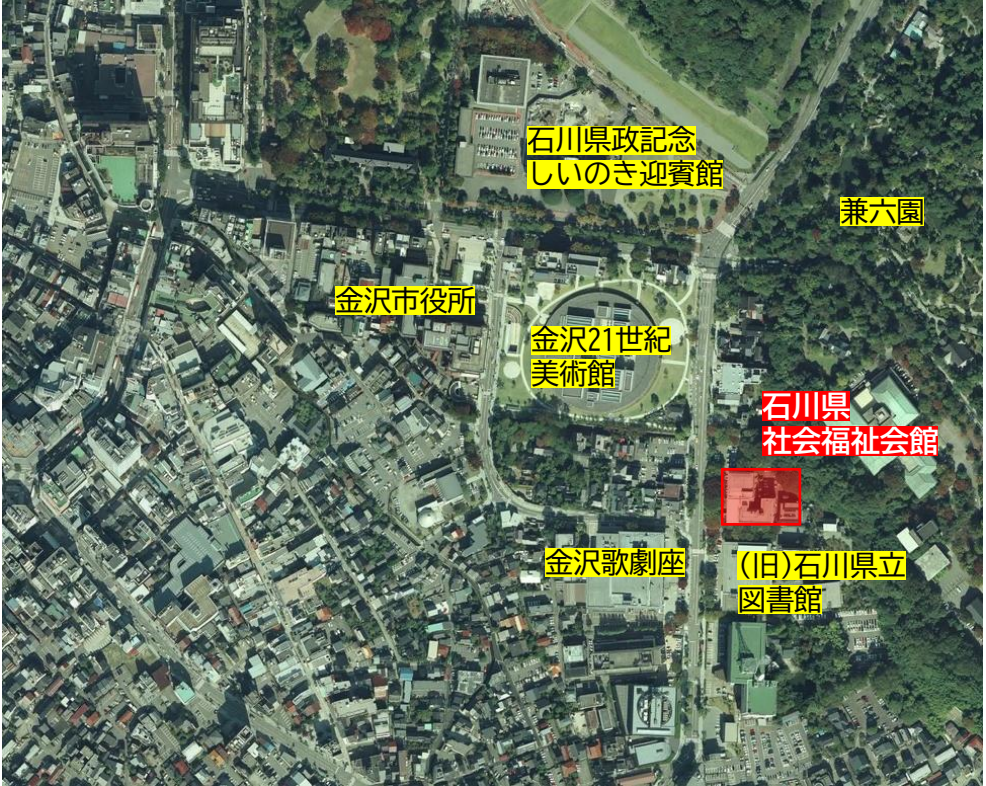 石川県政記念
しいのき迎賓館
兼六園
金沢市役所
金沢21世紀
美術館
石川県
社会福祉会館
金沢歌劇座
(旧)石川県立
図書館